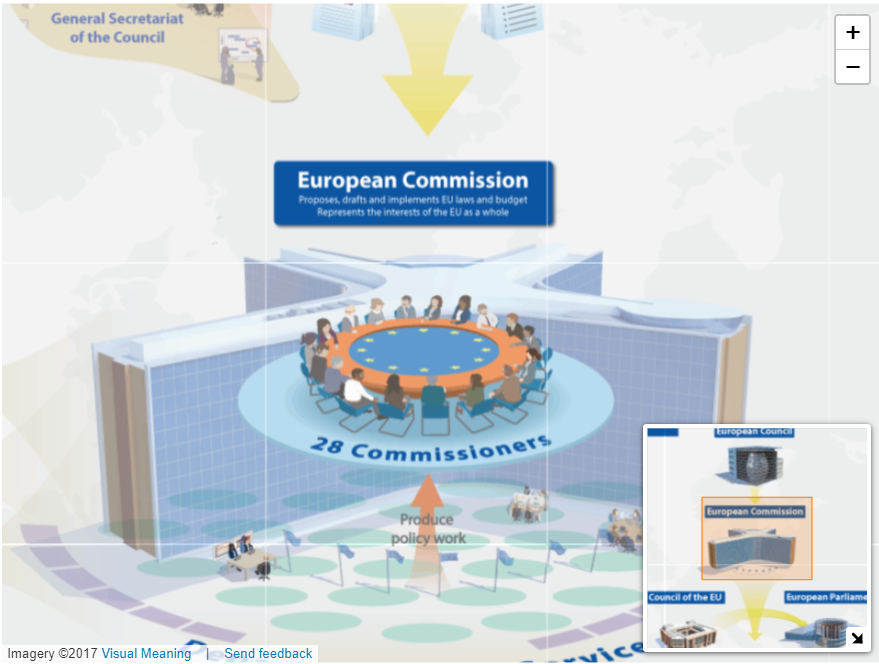 General Secretariat
of the Council
+
−
European Commission
Proposes, drafts and implements EU laws and budget
Represents the interests of the EU as a whole
28 Commissioners
Produce
policy work
European Council
European Commission
Council of the EU
European Parliame
Imagery ©2017 Visual Meaning | Send feedback